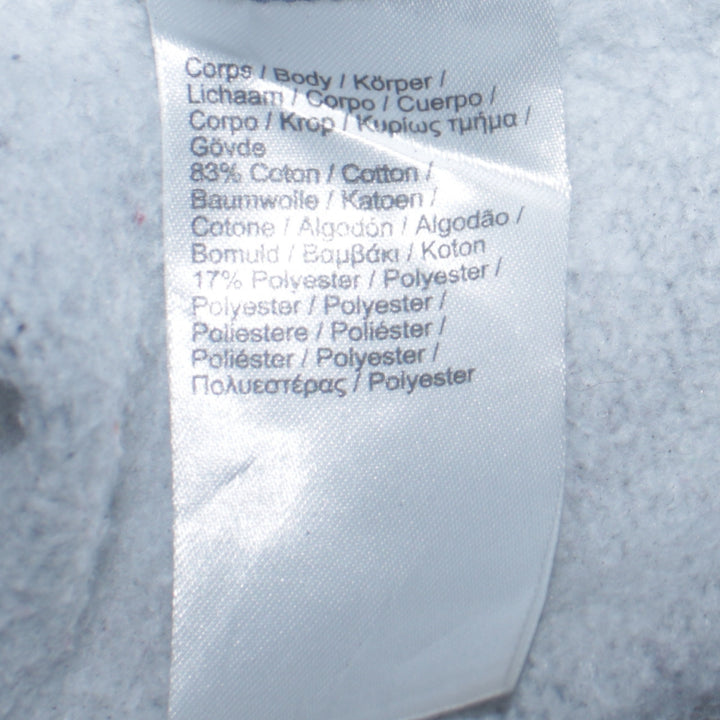 Corps / Body / Körper /
Lichaam / Corpo / Cuerpo /
Corpo / Krop / Κυρίως τμήμα /
Gövde
83% Coton / Cotton /
Baumwolle / Katoen /
Cotone / Algodón / Algodão /
Bomuld / Βαμβάκι / Koton
17% Polyester / Polyester /
Polyester / Polyester /
Poliestere / Poliéster /
Poliéster / Polyester /
Πολυεστέρας / Polyester